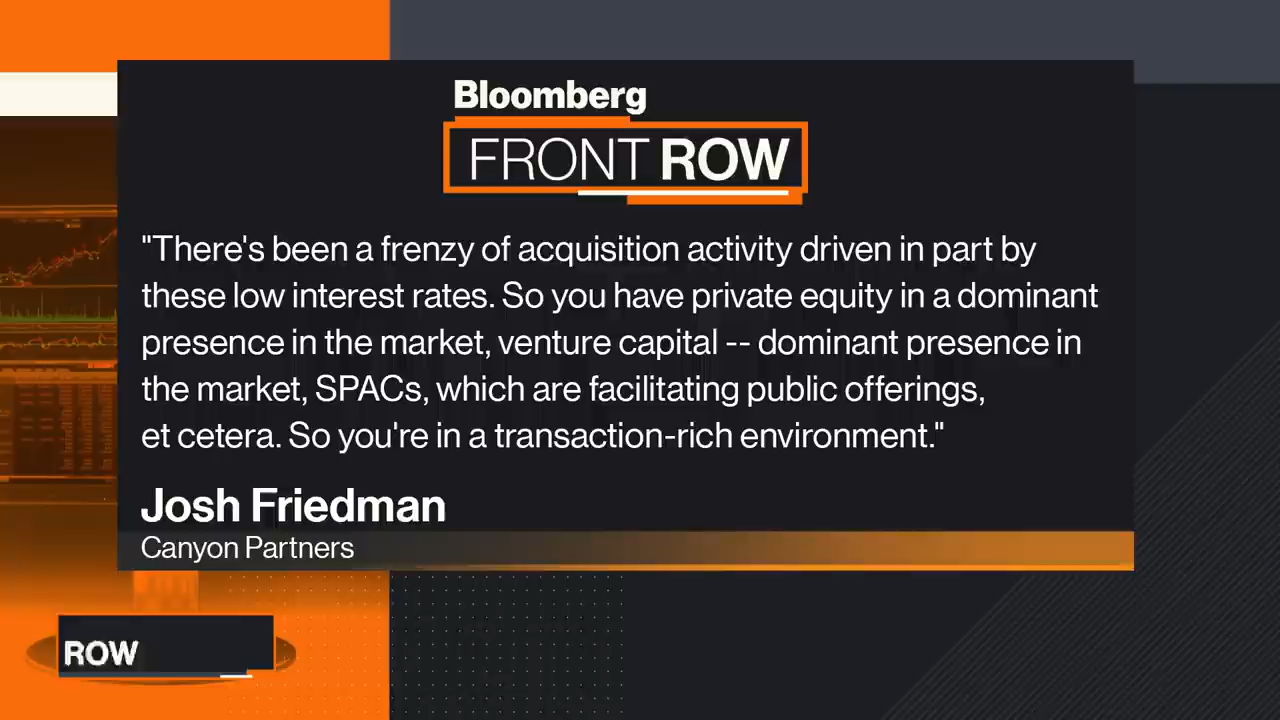 Bloomberg
FRONT ROW
"There's been a frenzy of acquisition activity driven in part by
these low interest rates. So you have private equity in a dominant
presence in the market, venture capital -- dominant presence in
the market, SPACs, which are facilitating public offerings,
et cetera. So you're in a transaction-rich environment."
Josh Friedman
Canyon Partners
ROW